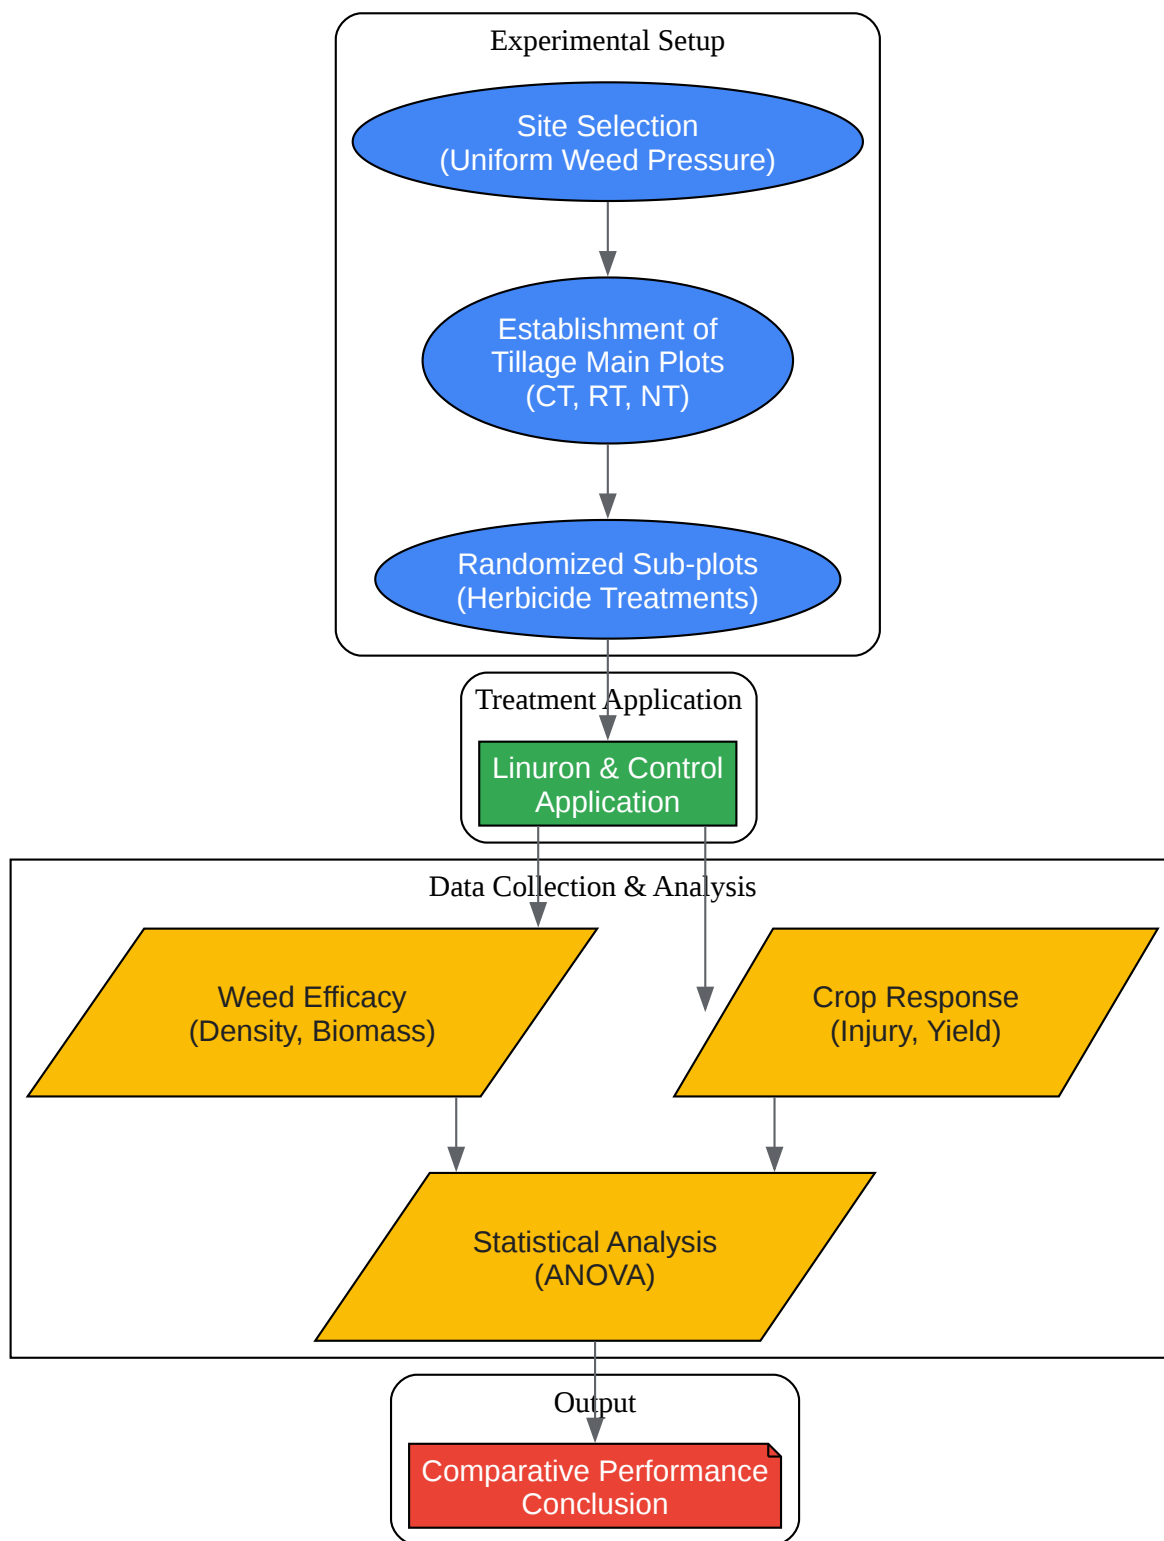 Experimental Setup
Site Selection
(Uniform Weed Pressure)
Establishment of
Tillage Main Plots
(CT, RT, NT)
Randomized Sub-plots
(Herbicide Treatments)
Treatment Application
Linuron & Control
Application
Data Collection & Analysis
Weed Efficacy
(Density, Biomass)
Crop Response
(Injury, Yield)
Statistical Analysis
(ANOVA)
Output
Comparative Performance
Conclusion